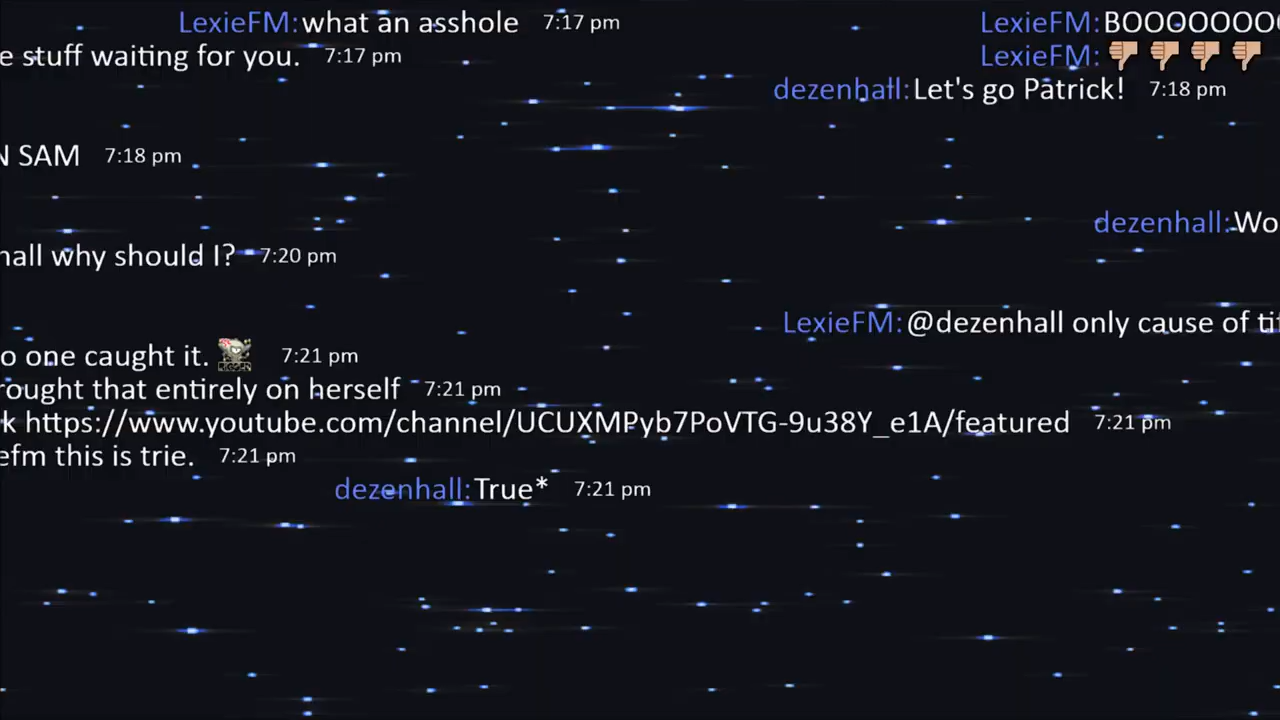 LexieFM: what an asshole 7:17 pm LexieFM: BOOOOOOO
e stuff waiting for you. 7:17 pm LexieFM: 👎🏼 👎🏼 👎🏼 👎🏼
dezenhall: Let's go Patrick! 7:18 pm
N SAM 7:18 pm
dezenhall: Wo
hall why should I? 7:20 pm
LexieFM: @dezenhall only cause of tit
o one caught it. 7:21 pm
rought that entirely on herself 7:21 pm
k https://www.youtube.com/channel/UCUXMPyb7PoVTG-9u38Y_e1A/featured 7:21 pm
efm this is trie. 7:21 pm
dezenhall: True* 7:21 pm